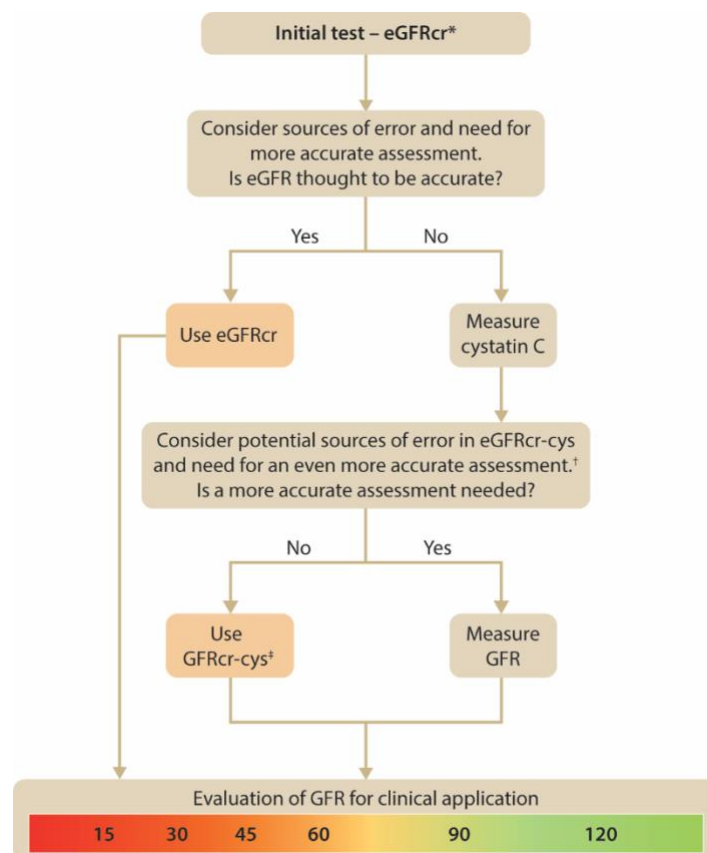 Initial test – eGFRcr*
Consider sources of error and need for
more accurate assessment.
Is eGFR thought to be accurate?
Yes
No
Use eGFRcr
Measure
cystatin C
Consider potential sources of error in eGFRcr-cys
and need for an even more accurate assessment.†
Is a more accurate assessment needed?
No
Yes
Use
GFRcr-cys‡
Measure
GFR
Evaluation of GFR for clinical application
15 30 45 60 90 120